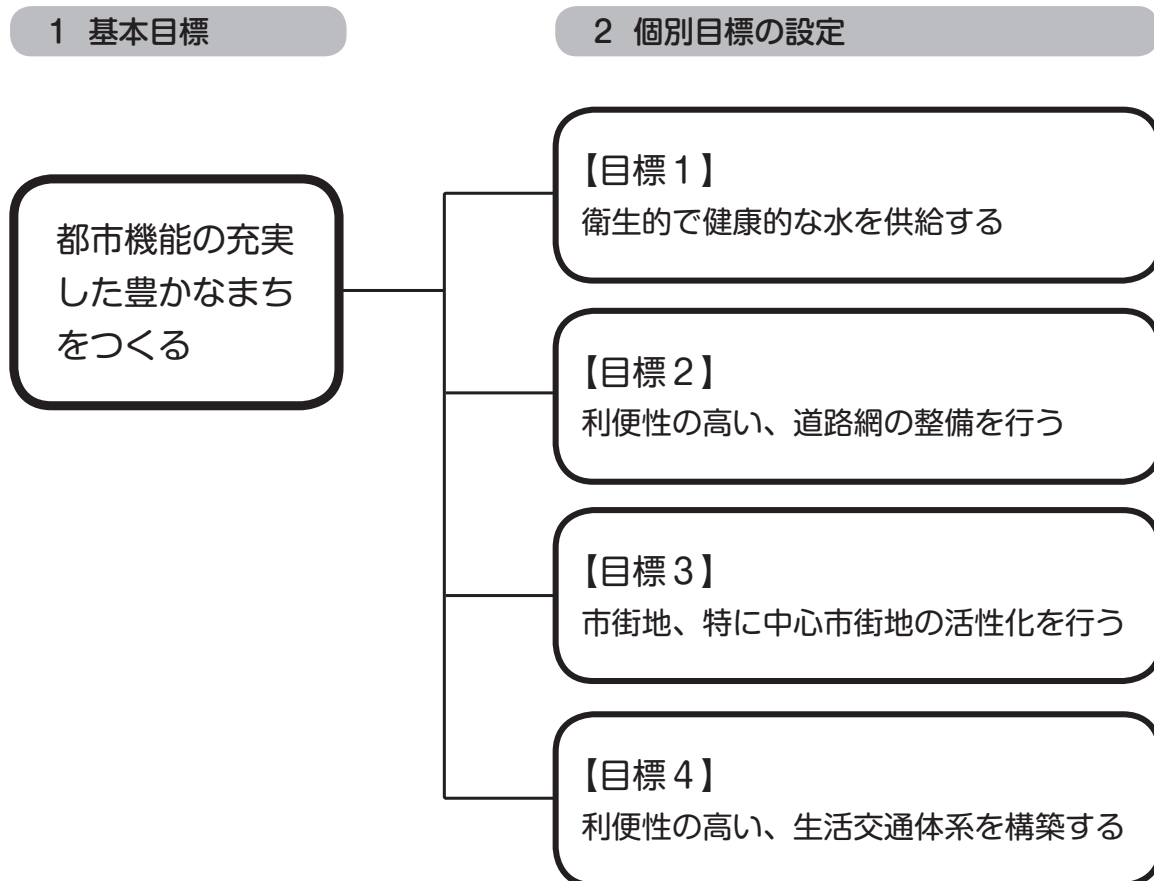 1 基本目標
2 個別目標の設定
都市機能の充実
した豊かなまち
をつくる
【目標1】
衛生的で健康的な水を供給する
【目標2】
利便性の高い、道路網の整備を行う
【目標3】
市街地、特に中心市街地の活性化を行う
【目標4】
利便性の高い、生活交通体系を構築する